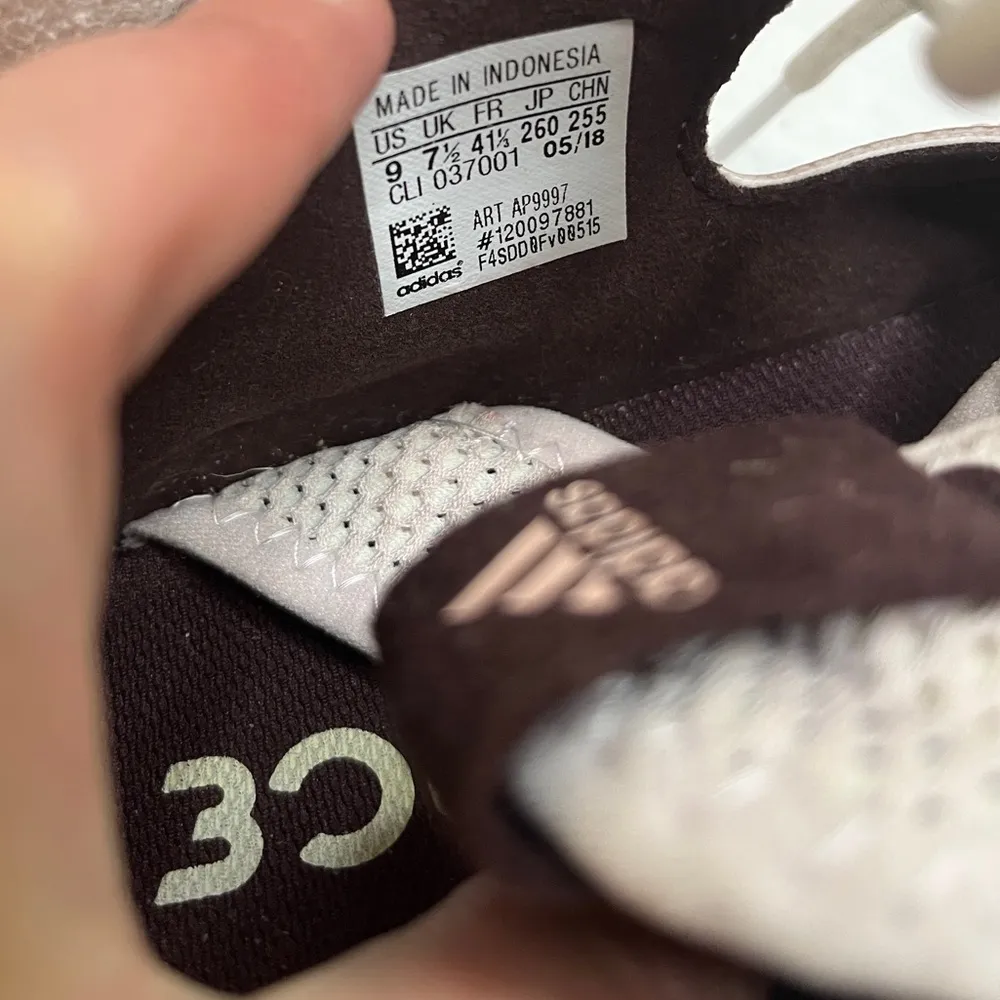 MADE IN INDONESIA
US UK FR JP CHN
9 7½ 41⅓ 260 255
CLI 037001 05/18
ART AP9997
#120097881
F4SDD0Fv00515
adidas®
adidas